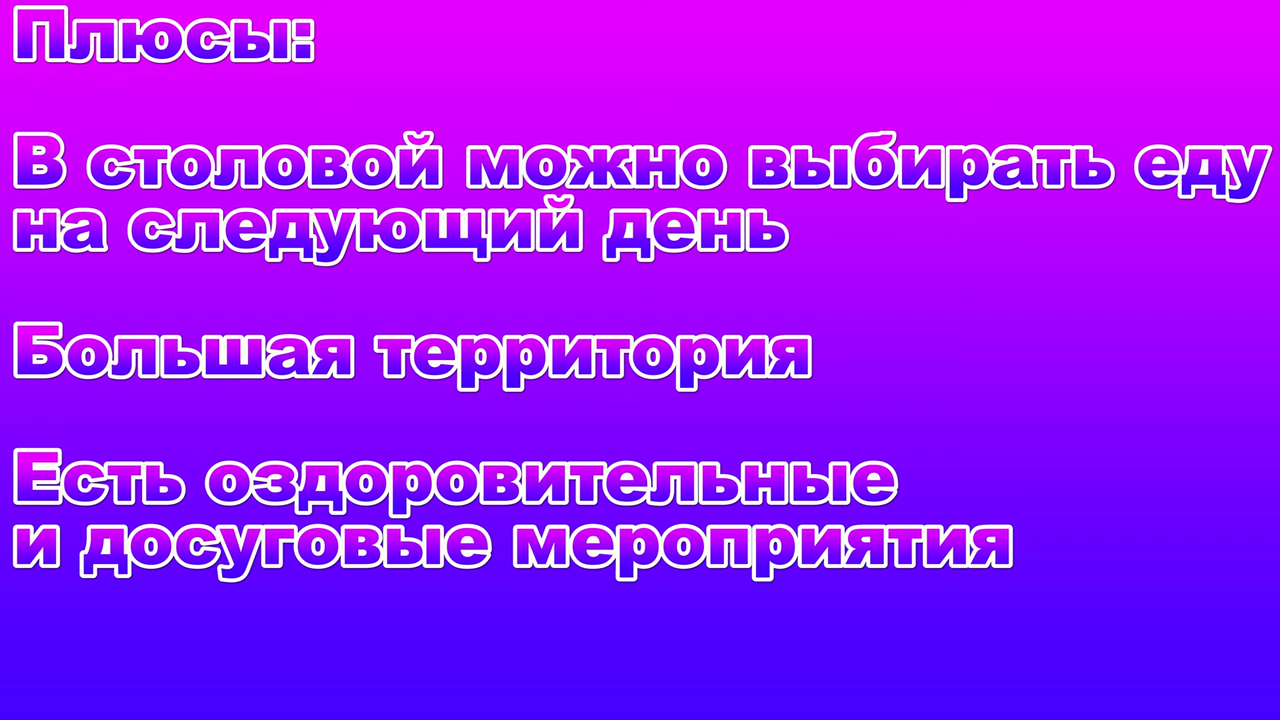 Плюсы:
В столовой можно выбирать еду
на следующий день
Большая территория
Есть оздоровительные
и досуговые мероприятия